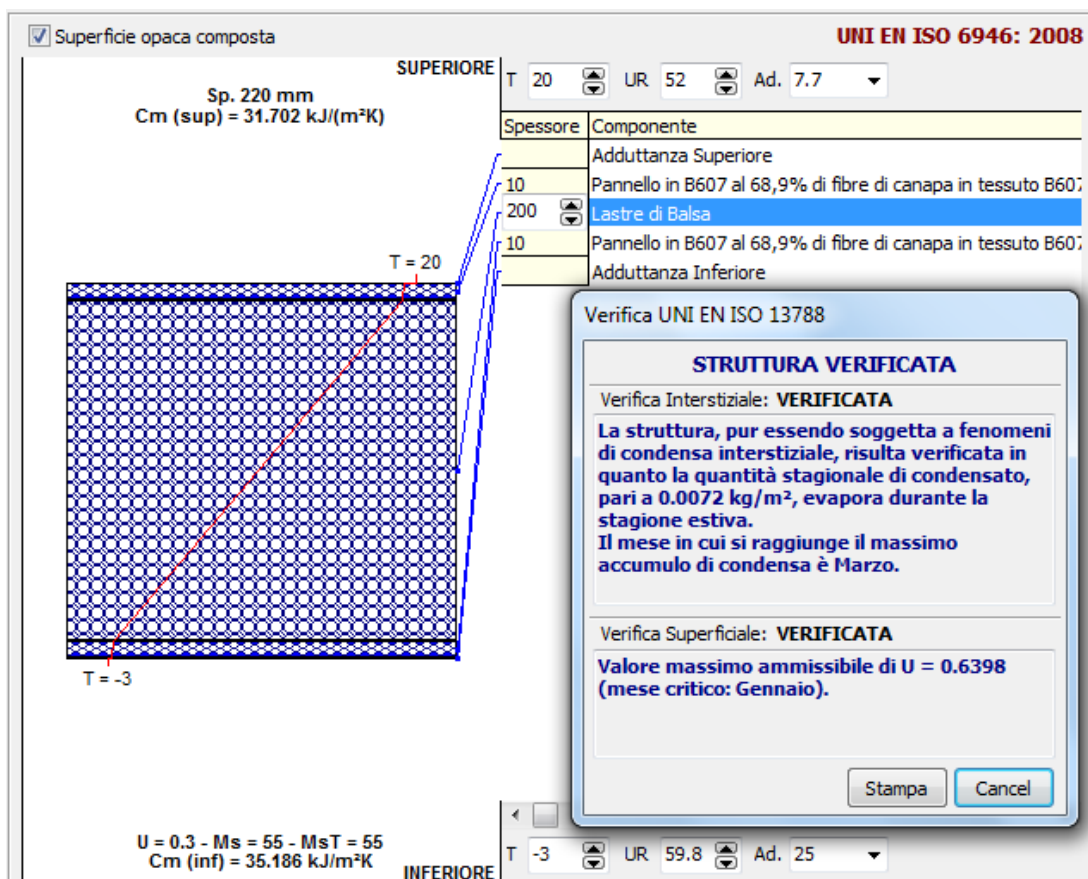 Superficie opaca composta
UNI EN ISO 6946: 2008
SUPERIORE
T 20 UR 52 Ad. 7.7
Sp. 220 mm
Cm (sup) = 31.702 kJ/(m²K)
Spessore Componente
Adduttanza Superiore
10 Pannello in B607 al 68,9% di fibre di canapa in tessuto B607
200 Lastre di Balsa
10 Pannello in B607 al 68,9% di fibre di canapa in tessuto B607
Adduttanza Inferiore
T = 20
T = -3
Verifica UNI EN ISO 13788
STRUTTURA VERIFICATA
Verifica Interstiziale: VERIFICATA
La struttura, pur essendo soggetta a fenomeni
di condensa interstiziale, risulta verificata in
quanto la quantità stagionale di condensato,
pari a 0.0072 kg/m², evapora durante la
stagione estiva.
Il mese in cui si raggiunge il massimo
accumulo di condensa è Marzo.
Verifica Superficiale: VERIFICATA
Valore massimo ammissibile di U = 0.6398
(mese critico: Gennaio).
Stampa Cancel
U = 0.3 - Ms = 55 - MsT = 55
Cm (inf) = 35.186 kJ/m²K
INFERIORE
T -3 UR 59.8 Ad. 25